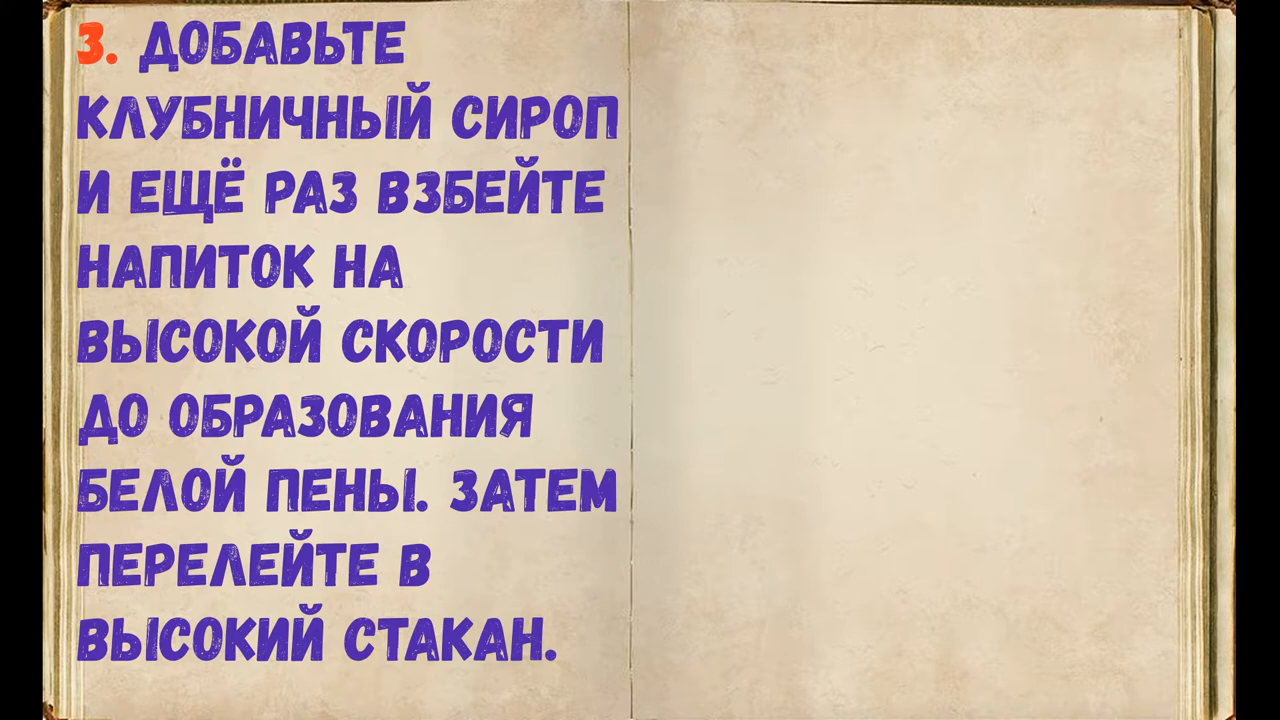 3. ДОБАВЬТЕ
КЛУБНИЧНЫЙ СИРОП
И ЕЩЁ РАЗ ВЗБЕЙТЕ
НАПИТОК НА
ВЫСОКОЙ СКОРОСТИ
ДО ОБРАЗОВАНИЯ
БЕЛОЙ ПЕНЫ. ЗАТЕМ
ПЕРЕЛЕЙТЕ В
ВЫСОКИЙ СТАКАН.